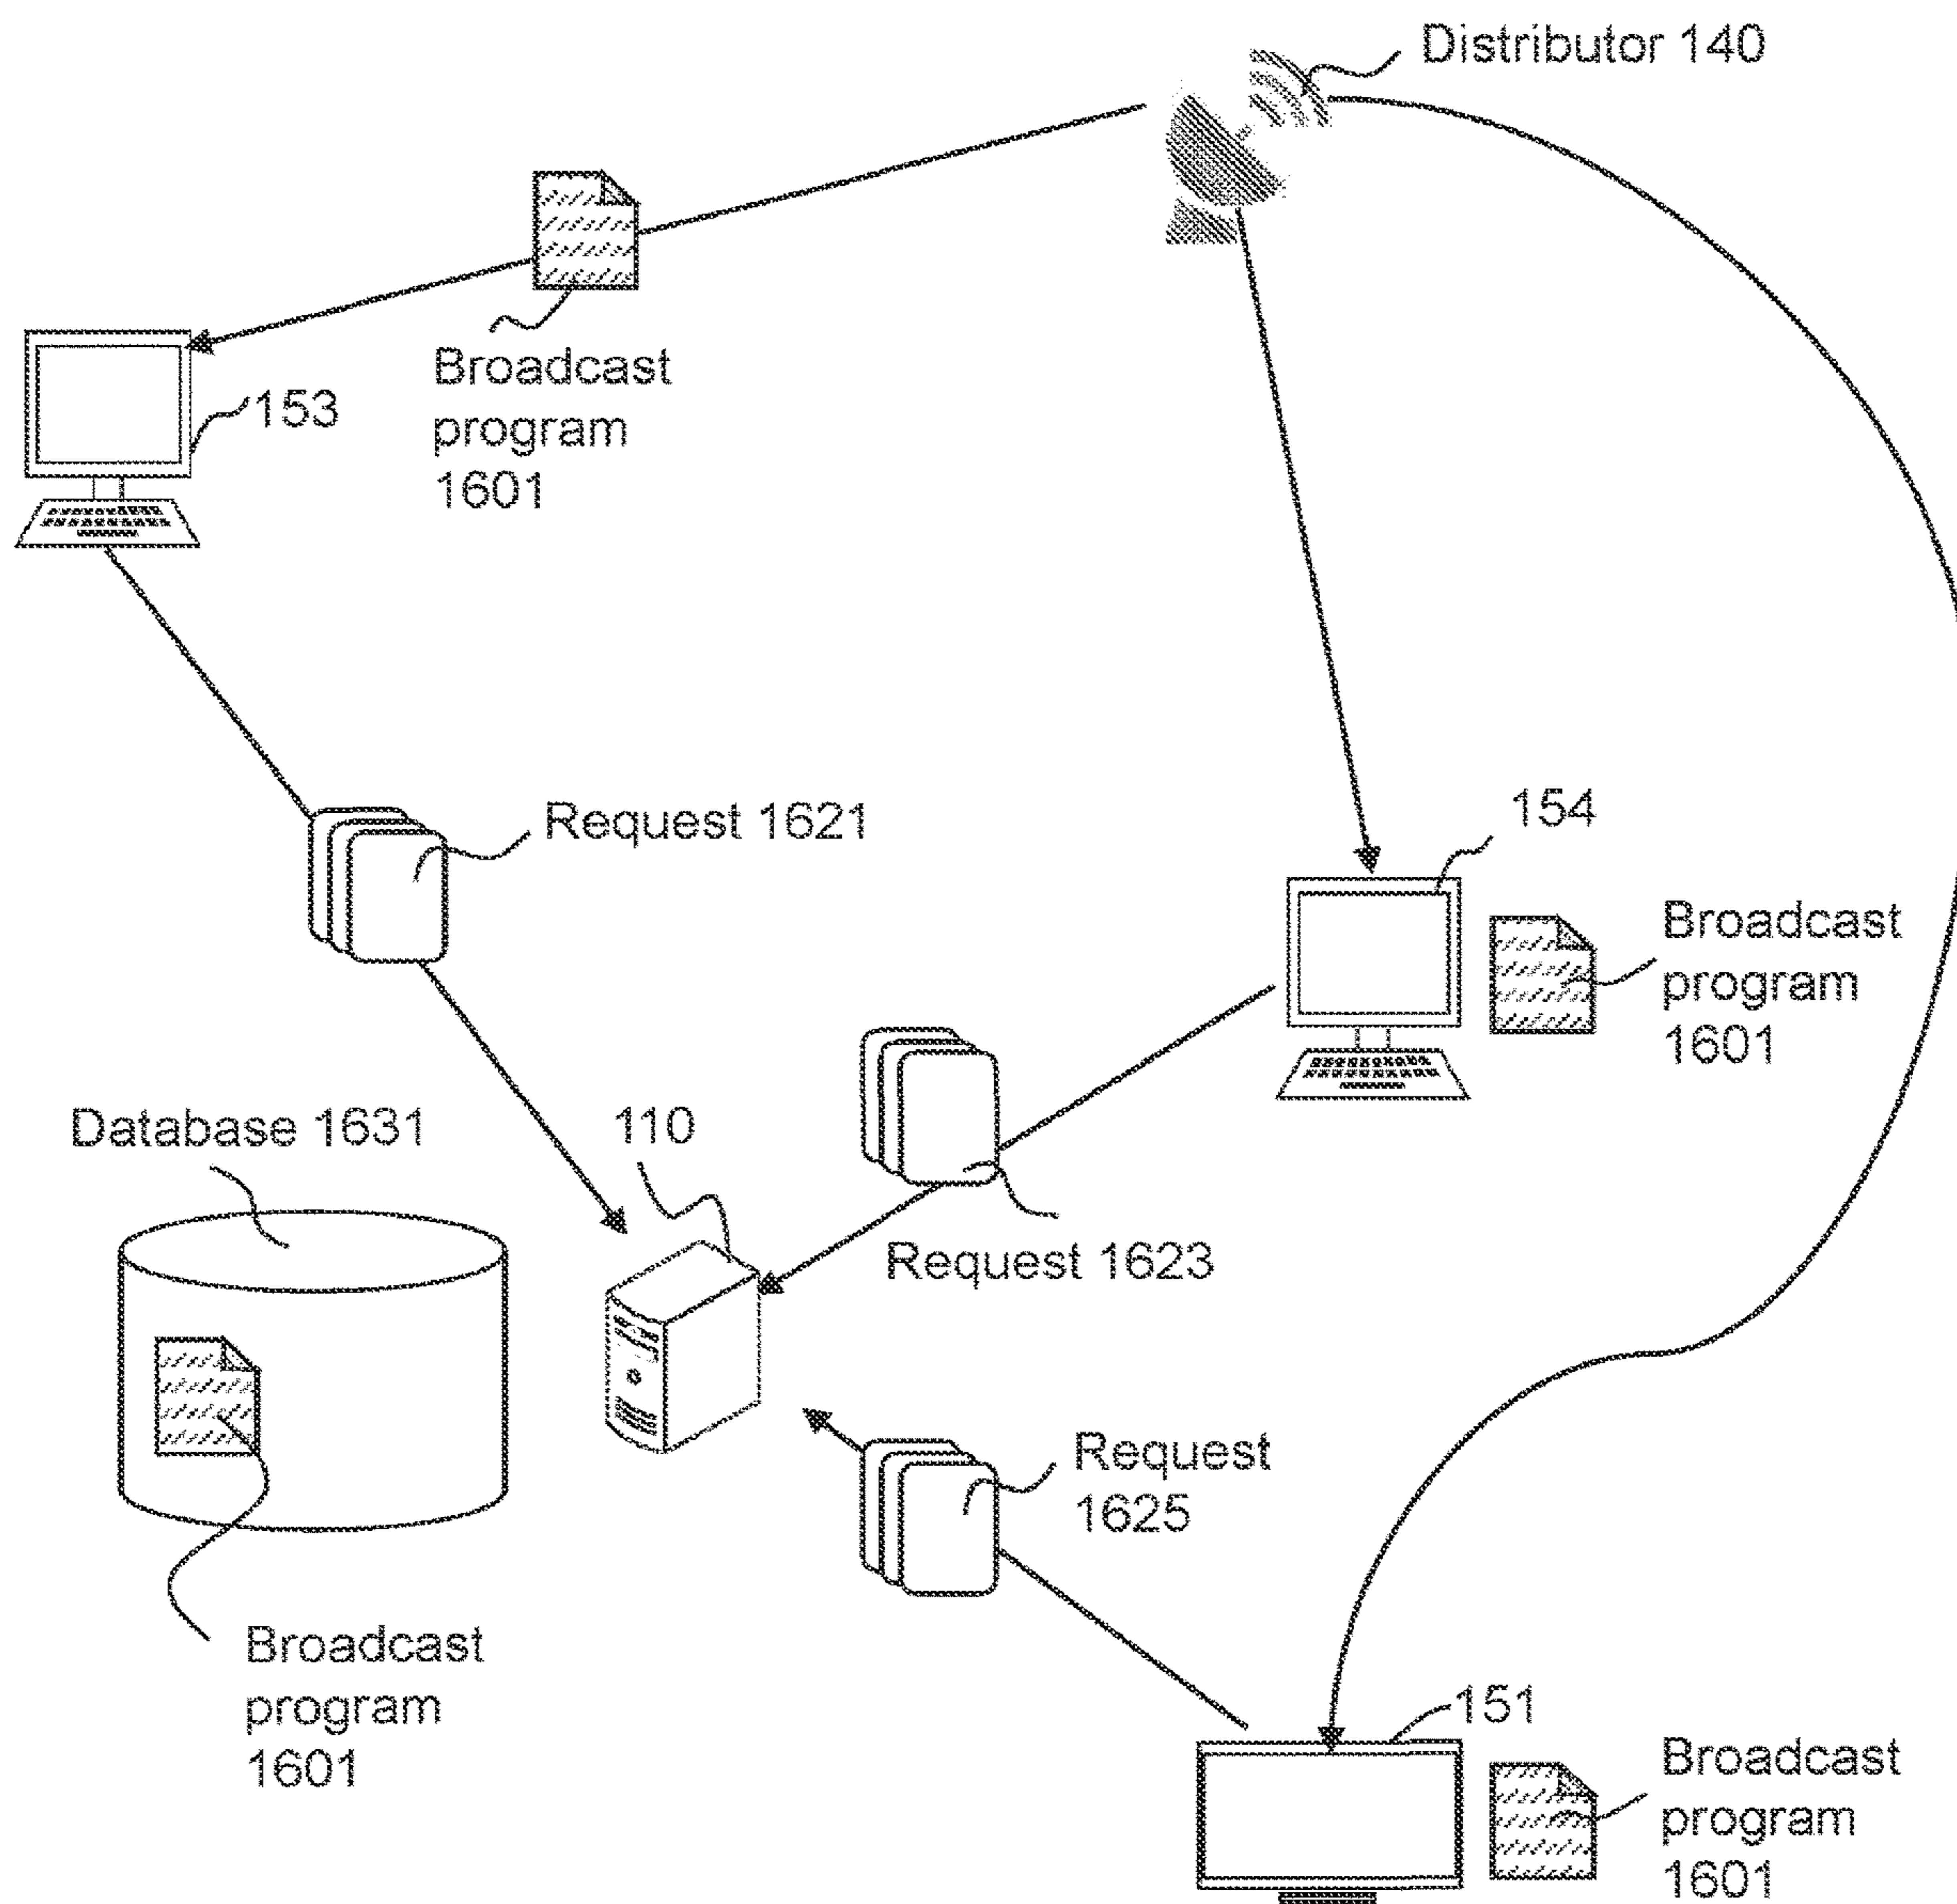 Distributor 140
Broadcast
program
1601
153
Request 1621
154
Broadcast
program
1601
Database 1631
110
Request 1623
Request
1625
Broadcast
program
1601
151
Broadcast
program
1601